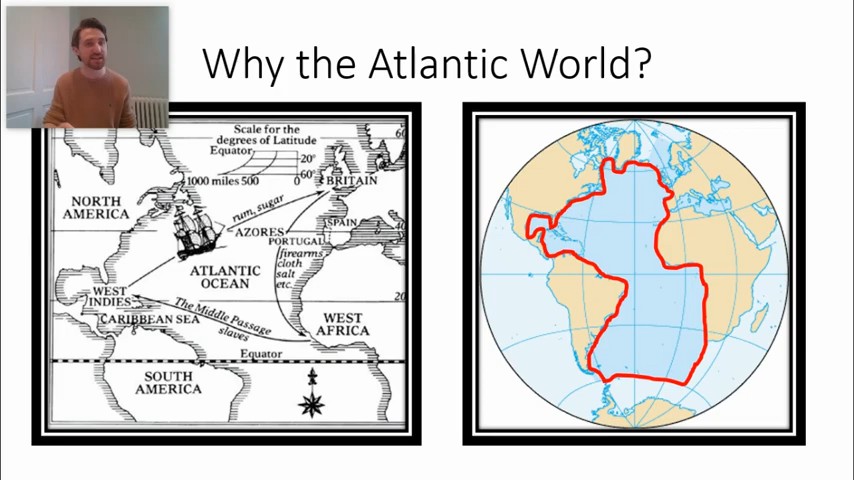 Why the Atlantic World?
Scale for the
degrees of Latitude
Equator
20°
60°
1000 miles 500 0
60
NORTH
AMERICA
BRITAIN
rum, sugar
SPAIN
AZORES
PORTUGAL
firearms
cloth
salt
etc.
ATLANTIC
OCEAN
WEST
INDIES
20
CARIBBEAN SEA
The Middle Passage
slaves
WEST
AFRICA
Equator
SOUTH
AMERICA